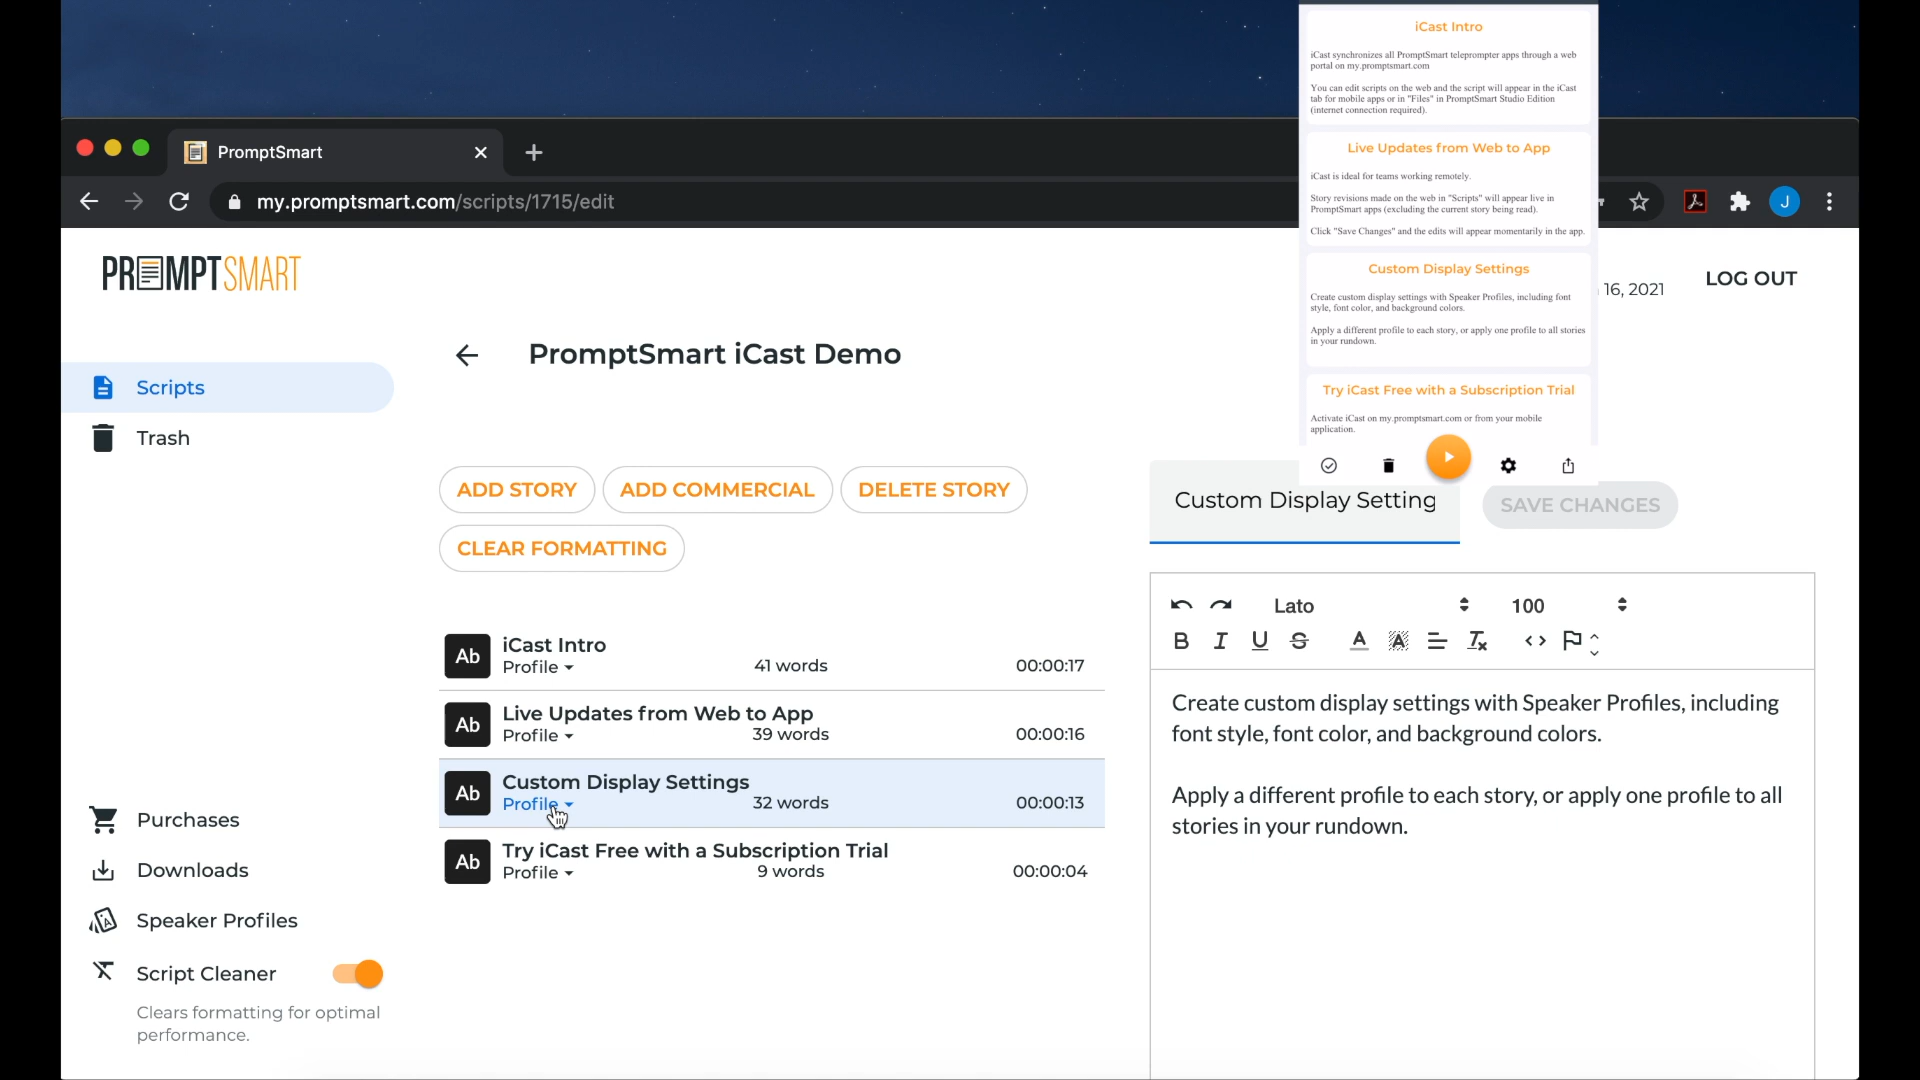 iCast Intro
iCast synchronizes all PromptSmart teleprompter apps through a web
portal on my.promptsmart.com
You can edit scripts on the web and the script will appear in the iCast
tab for mobile apps or in "Files" in PromptSmart Studio Edition
(internet connection required).
Live Updates from Web to App
iCast is ideal for teams working remotely.
Story revisions made on the web in "Scripts" will appear live in
PromptSmart apps (excluding the current story being read).
Click "Save Changes" and the edits will appear momentarily in the app.
Custom Display Settings
Create custom display settings with Speaker Profiles, including font
style, font color, and background colors.
Apply a different profile to each story, or apply one profile to all stories
in your rundown.
Try iCast Free with a Subscription Trial
Activate iCast on my.promptsmart.com or from your mobile
application.
PromptSmart
my.promptsmart.com/scripts/1715/edit
J
PROMPTSMART
16, 2021
LOG OUT
PromptSmart iCast Demo
Scripts
Trash
ADD STORY
ADD COMMERCIAL
DELETE STORY
CLEAR FORMATTING
Custom Display Setting
SAVE CHANGES
Lato
100
B I U S A A
Ab
iCast Intro
Profile
41 words
00:00:17
Ab
Live Updates from Web to App
Profile
39 words
00:00:16
Ab
Custom Display Settings
Profile
32 words
00:00:13
Ab
Try iCast Free with a Subscription Trial
Profile
9 words
00:00:04
Create custom display settings with Speaker Profiles, including
font style, font color, and background colors.
Apply a different profile to each story, or apply one profile to all
stories in your rundown.
Purchases
Downloads
Speaker Profiles
Script Cleaner
Clears formatting for optimal
performance.